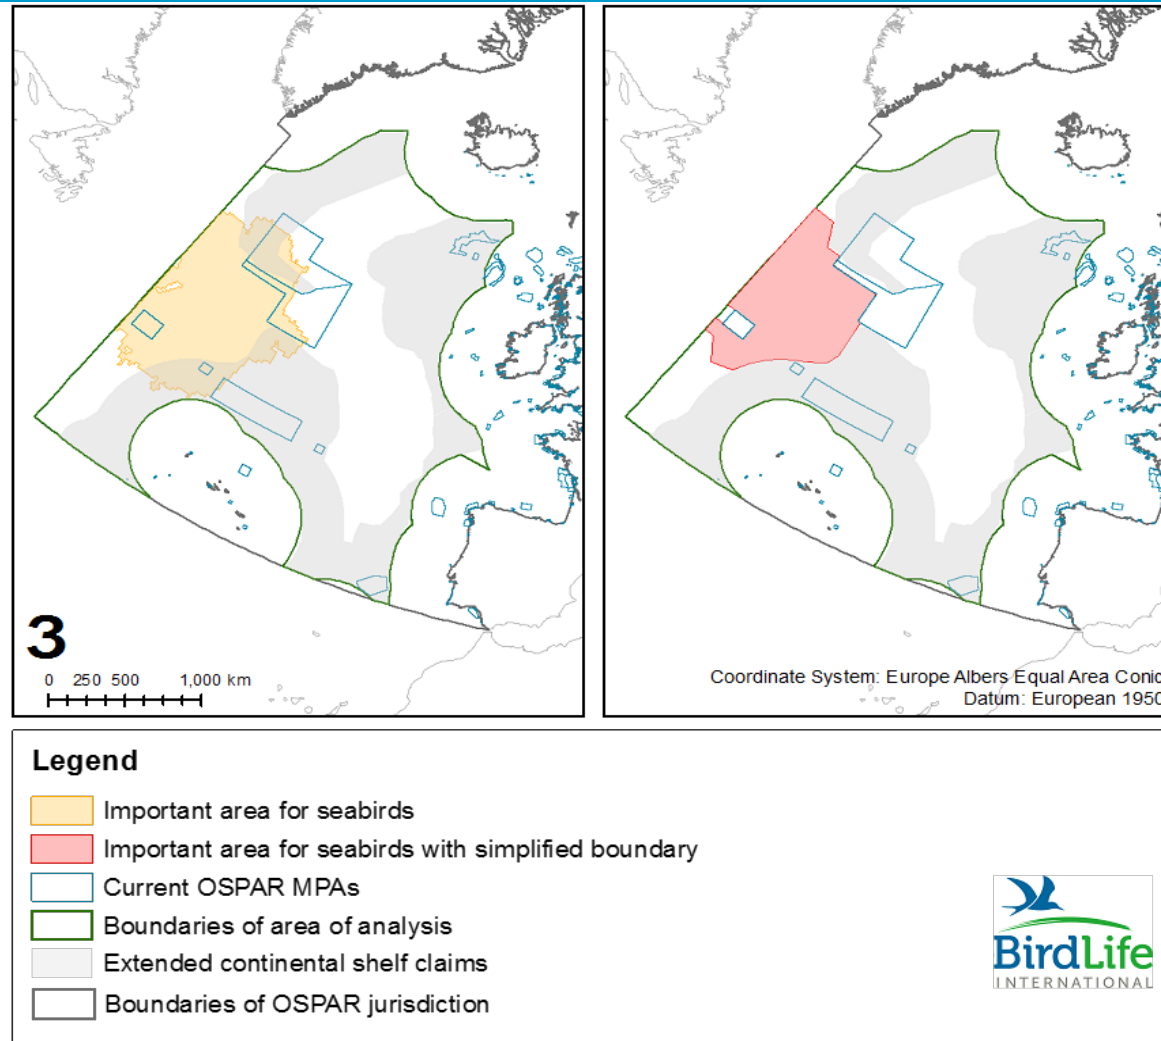 3
0 250 500 1,000 km
Coordinate System: Europe Albers Equal Area Conic
Datum: European 1950
Legend
Important area for seabirds
Important area for seabirds with simplified boundary
Current OSPAR MPAs
Boundaries of area of analysis
Extended continental shelf claims
Boundaries of OSPAR jurisdiction
BirdLife
INTERNATIONAL